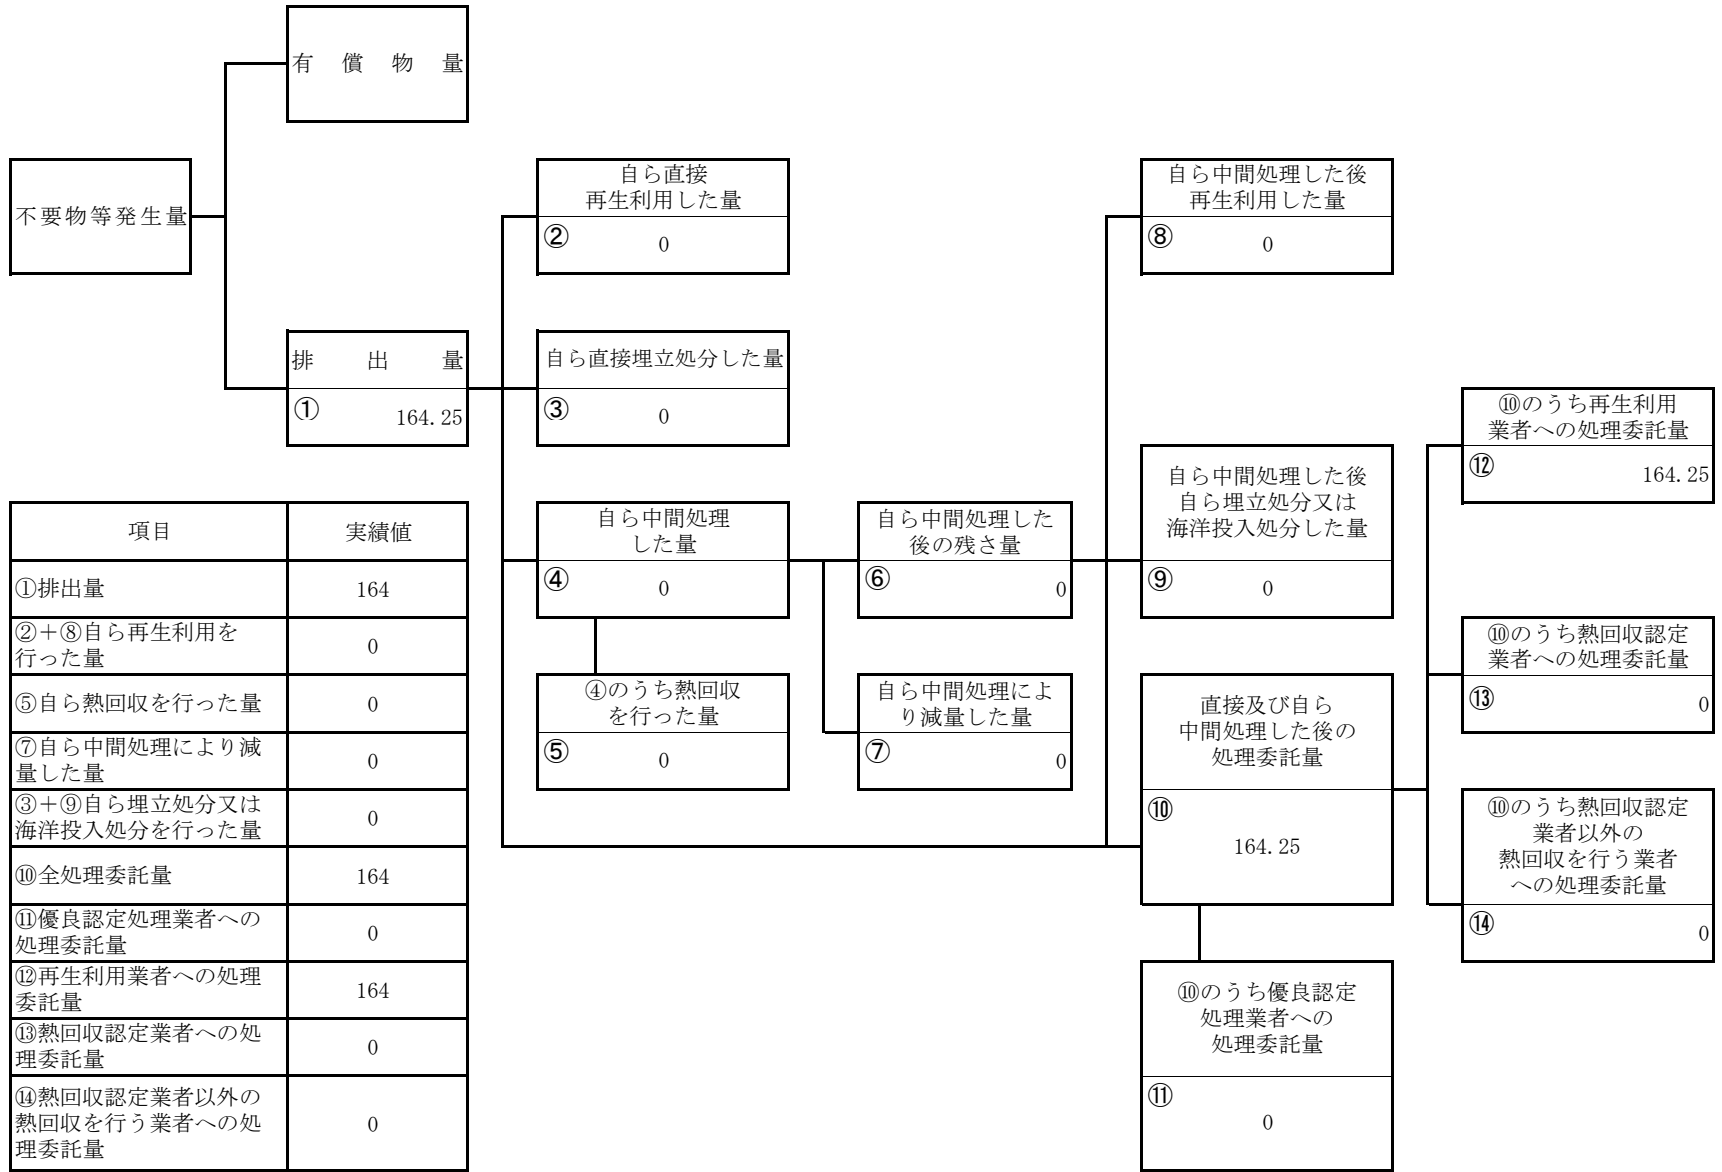 有償物量
不要物等発生量
排出量
① 164.25
自ら直接
再生利用した量
② 0
自ら直接埋立処分した量
③ 0
自ら中間処理
した量
④ 0
④のうち熱回収
を行った量
⑤ 0
自ら中間処理した
後の残さ量
⑥ 0
自ら中間処理によ
り減量した量
⑦ 0
自ら中間処理した後
再生利用した量
⑧ 0
自ら中間処理した後
自ら埋立処分又は
海洋投入処分した量
⑨ 0
直接及び自ら
中間処理した後の
処理委託量
⑩
164.25
⑩のうち優良認定
処理業者への
処理委託量
⑪
0
⑩のうち再生利用
業者への処理委託量
⑫ 164.25
⑩のうち熱回収認定
業者への処理委託量
⑬ 0
⑩のうち熱回収認定
業者以外の
熱回収を行う業者
への処理委託量
⑭ 0
項目 実績値
①排出量 164
②＋⑧自ら再生利用を
行った量 0
⑤自ら熱回収を行った量 0
⑦自ら中間処理により減
量した量 0
③＋⑨自ら埋立処分又は
海洋投入処分を行った量 0
⑩全処理委託量 164
⑪優良認定処理業者への
処理委託量 0
⑫再生利用業者への処理
委託量 164
⑬熱回収認定業者への処
理委託量 0
⑭熱回収認定業者以外の
熱回収を行う業者への処 0
理委託量